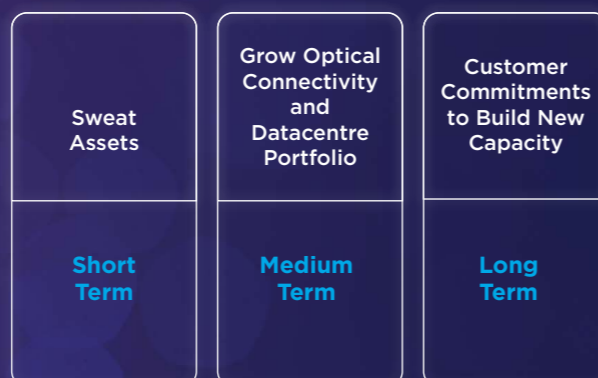 Sweat
Assets
Short
Term
Grow Optical
Connectivity
and
Datacentre
Portfolio
Medium
Term
Customer
Commitments
to Build New
Capacity
Long
Term